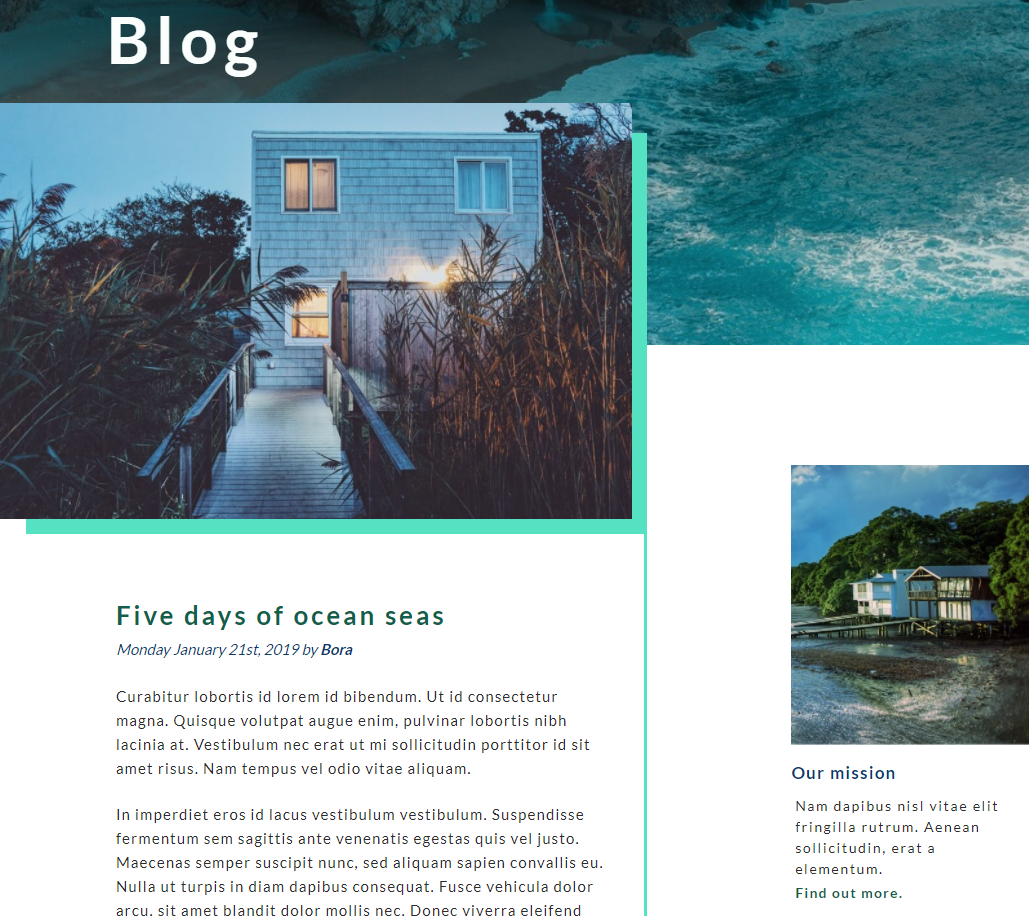 Blog
Five days of ocean seas
Monday January 21st, 2019 by Bora
Curabitur lobortis id lorem id bibendum. Ut id consectetur
magna. Quisque volutpat augue enim, pulvinar lobortis nibh
lacinia at. Vestibulum nec erat ut mi sollicitudin porttitor id sit
amet risus. Nam tempus vel odio vitae aliquam.
In imperdiet eros id lacus vestibulum vestibulum. Suspendisse
fermentum sem sagittis ante venenatis egestas quis vel justo.
Maecenas semper suscipit nunc, sed aliquam sapien convallis eu.
Nulla ut turpis in diam dapibus consequat. Fusce vehicula dolor
arcu, sit amet blandit dolor mollis nec. Donec viverra eleifend
Our mission
Nam dapibus nisl vitae elit
fringilla rutrum. Aenean
sollicitudin, erat a
elementum.
Find out more.